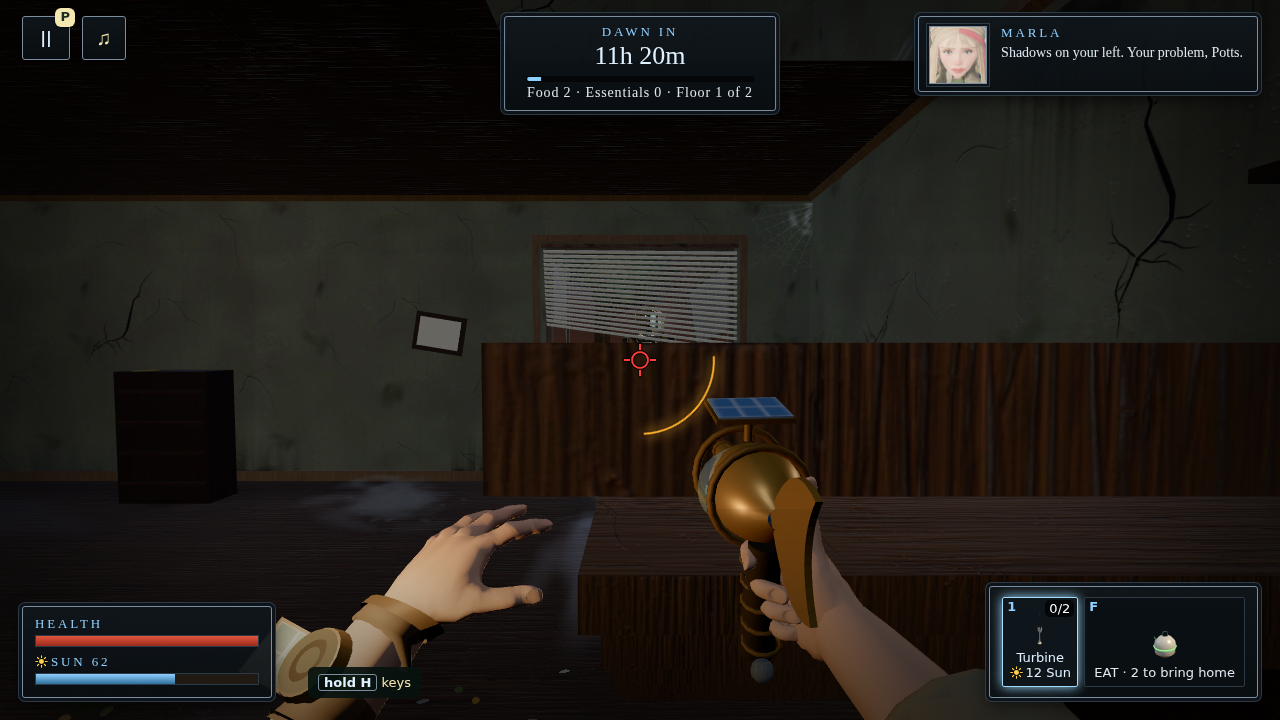 P
DAWN IN
11h 20m
Food 2 · Essentials 0 · Floor 1 of 2
MARLA
Shadows on your left. Your problem, Potts.
HEALTH
SUN 62
hold H keys
1
0/2
Turbine
12 Sun
F
EAT · 2 to bring home